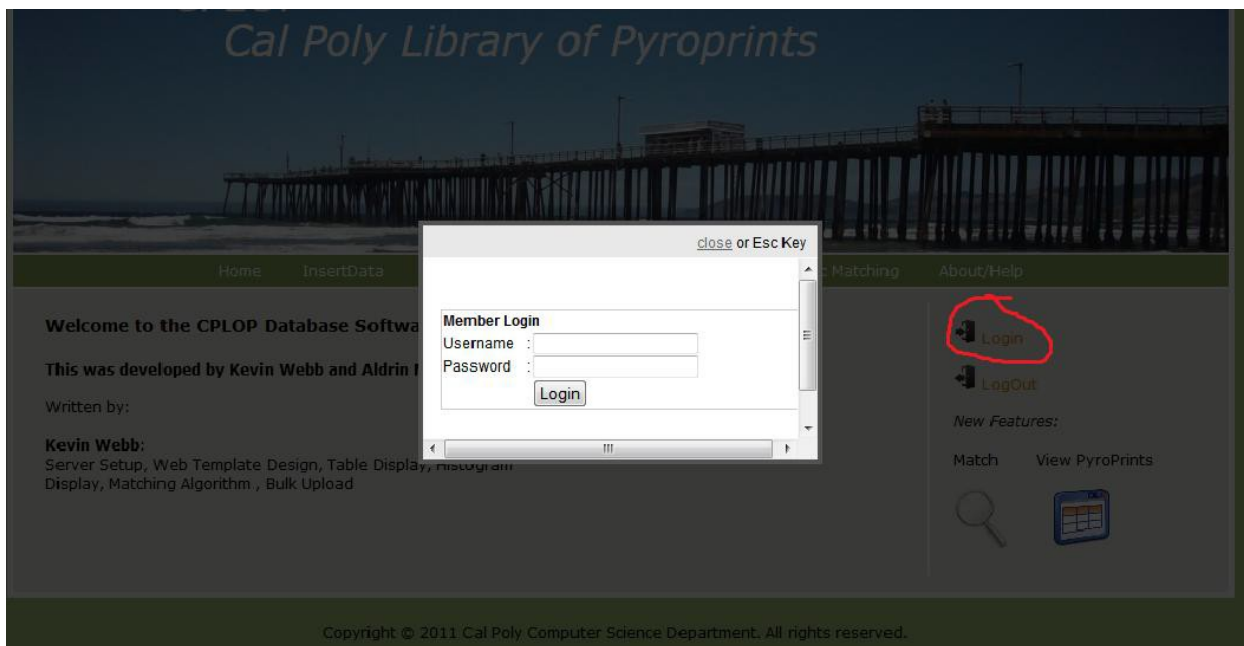 Cal Poly Library of Pyroprints
close or Esc Key
Home InsertData Matching About/Help
Member Login
Username :
Password :
Login
Welcome to the CPLOP Database Softwa
This was developed by Kevin Webb and Aldrin
Written by:
Kevin Webb:
Server Setup, Web Template Design, Table Display, Histogram
Display, Matching Algorithm , Bulk Upload
Login
LogOut
New Features:
Match View PyroPrints
Copyright © 2011 Cal Poly Computer Science Department. All rights reserved.